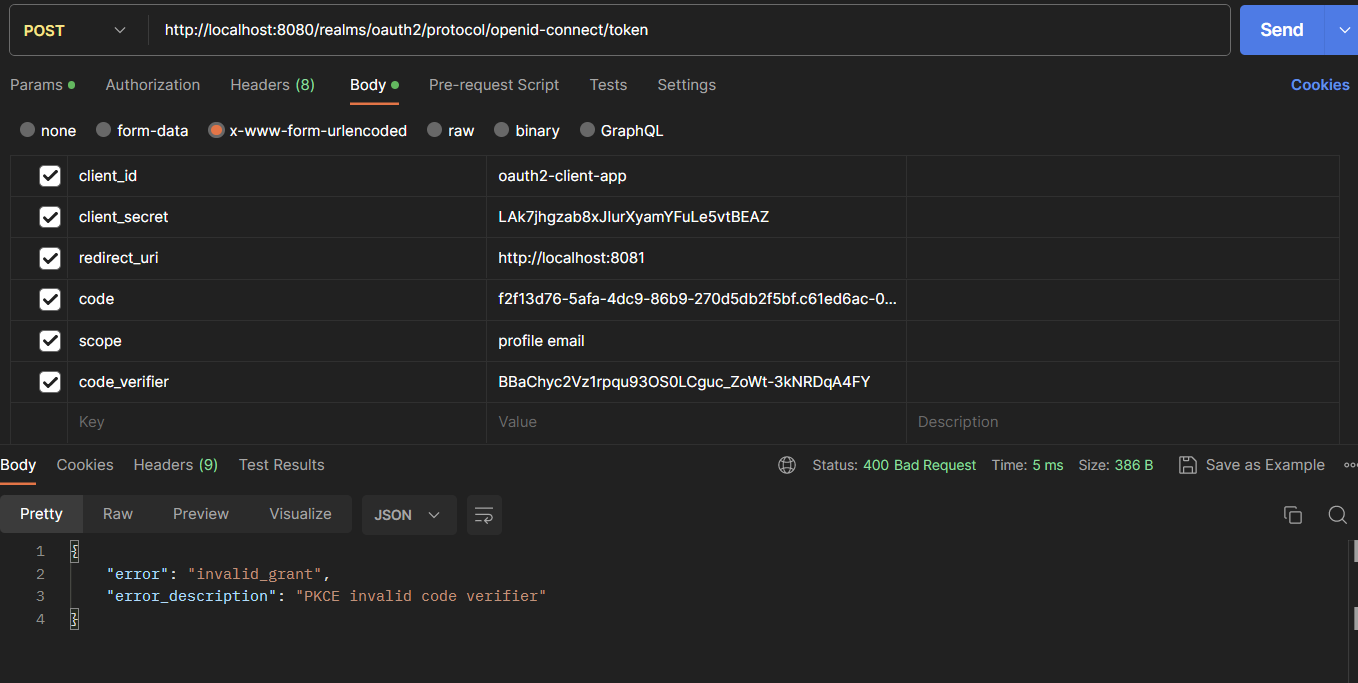 POST http://localhost:8080/realms/oauth2/protocol/openid-connect/token Send
Params Authorization Headers (8) Body Pre-request Script Tests Settings Cookies
none form-data x-www-form-urlencoded raw binary GraphQL
client_id oauth2-client-app
client_secret LAk7jhgzab8xJlurXyamYFuLe5vtBEAZ
redirect_uri http://localhost:8081
code f2f13d76-5afa-4dc9-86b9-270d5db2f5bf.c61ed6ac-0...
scope profile email
code_verifier BBaChyc2Vz1rpqu93OS0LCguc_ZoWt-3kNRDqA4FY
Key Value Description
Body Cookies Headers (9) Test Results Status: 400 Bad Request Time: 5 ms Size: 386 B Save as Example
Pretty Raw Preview Visualize JSON
1 {
2 "error": "invalid_grant",
3 "error_description": "PKCE invalid code verifier"
4 }